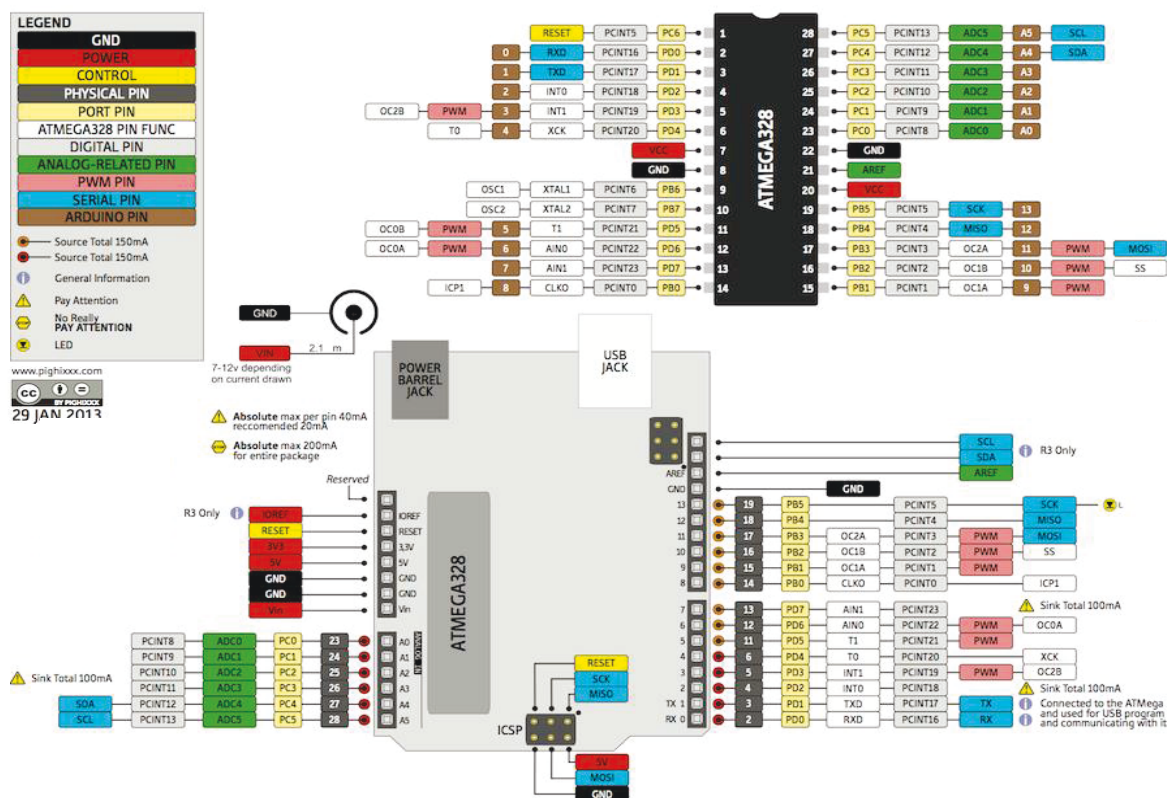 LEGEND
GND
POWER
CONTROL
PHYSICAL PIN
PORT PIN
ATMEGA328 PIN FUNC
DIGITAL PIN
ANALOG-RELATED PIN
PWM PIN
SERIAL PIN
ARDUINO PIN
Source Total 150mA
Source Total 150mA
General Information
Pay Attention
No Really
PAY ATTENTION
LED
www.pighixxx.com
cc
BY PIGHIXXX
29 JAN 2013
RESET PCINT5 PC6 1
0 RXD PCINT16 PD0 2
1 TXD PCINT17 PD1 3
2 INT0 PCINT18 PD2 4
OC2B PWM 3 INT1 PCINT19 PD3 5
T0 4 XCK PCINT20 PD4 6
VCC 7
GND 8
OSC1 XTAL1 PCINT6 PB6 9
OSC2 XTAL2 PCINT7 PB7 10
OC0B PWM 5 T1 PCINT21 PD5 11
OC0A PWM 6 AIN0 PCINT22 PD6 12
7 AIN1 PCINT23 PD7 13
ICP1 8 CLKO PCINT0 PB0 14
ATMEGA328
28 PC5 PCINT13 ADC5 A5 SCL
27 PC4 PCINT12 ADC4 A4 SDA
26 PC3 PCINT11 ADC3 A3
25 PC2 PCINT10 ADC2 A2
24 PC1 PCINT9 ADC1 A1
23 PC0 PCINT8 ADC0 A0
22 GND
21 AREF
20 VCC
19 PB5 PCINT5 SCK 13
18 PB4 PCINT4 MISO 12
17 PB3 PCINT3 OC2A 11 PWM MOSI
16 PB2 PCINT2 OC1B 10 PWM SS
15 PB1 PCINT1 OC1A 9 PWM
GND
VIN 2.1 m
7-12v depending
on current drawn
POWER
BARREL
JACK
USB
JACK
Absolute max per pin 40mA
reccomended 20mA
Absolute max 200mA
for entire package
Reserved
R3 Only IOREF IOREF
RESET RESET
3V3 3,3V
5V 5V
GND GND
GND GND
Vin Vin
ANALOG IN
PCINT8 ADC0 PC0 23 A0
PCINT9 ADC1 PC1 24 A1
PCINT10 ADC2 PC2 25 A2
PCINT11 ADC3 PC3 26 A3
SDA PCINT12 ADC4 PC4 27 A4
SCL PCINT13 ADC5 PC5 28 A5
Sink Total 100mA
ATMEGA328
RESET
SCK
MISO
ICSP
5V
MOSI
GND
SCL
SDA
R3 Only
AREF AREF
GND GND
13 19 PB5 PCINT5 SCK L
12 18 PB4 PCINT4 MISO
11 17 PB3 OC2A PCINT3 PWM MOSI
10 16 PB2 OC1B PCINT2 PWM SS
9 15 PB1 OC1A PCINT1 PWM
8 14 PB0 CLKO PCINT0 ICP1
7 13 PD7 AIN1 PCINT23 Sink Total 100mA
6 12 PD6 AIN0 PCINT22 PWM OC0A
5 11 PD5 T1 PCINT21 PWM
4 6 PD4 T0 PCINT20 XCK
3 5 PD3 INT1 PCINT19 PWM OC2B
2 4 PD2 INT0 PCINT18 Sink Total 100mA
TX 1 3 PD1 TXD PCINT17 TX
RX 0 2 PD0 RXD PCINT16 RX
Connected to the ATMega
and used for USB program
and communicating with it